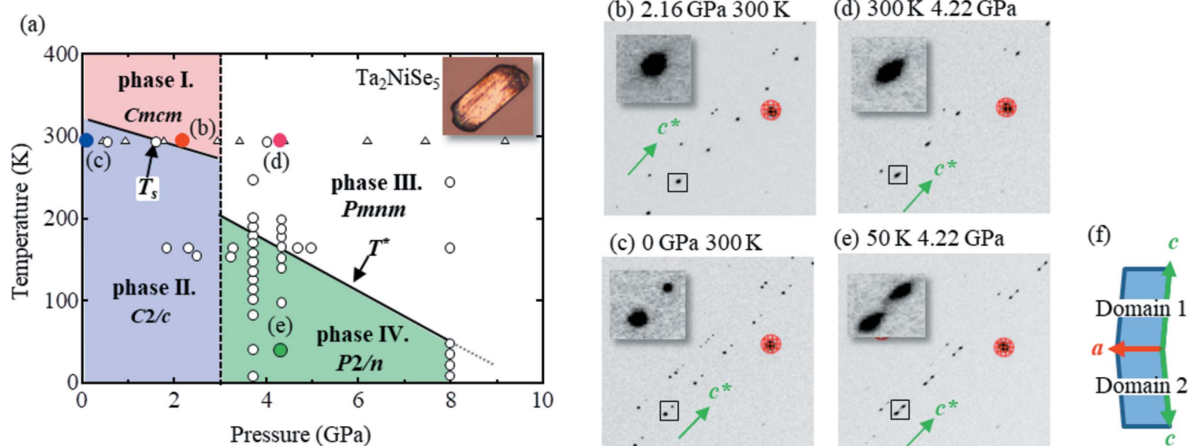 (a)
400
300
200
100
0
0
2
4
6
8
10
Temperature (K)
Pressure (GPa)
Ta₂NiSe₅
phase I.
Cmcm
(b)
(c)
(d)
Tₛ
phase III.
Pmnm
T*
phase II.
C2/c
(e)
phase IV.
P2/n
(b) 2.16 GPa 300 K
c*
(d) 300 K 4.22 GPa
c*
(c) 0 GPa 300 K
c*
(e) 50 K 4.22 GPa
c*
(f)
c
Domain 1
a
Domain 2
c